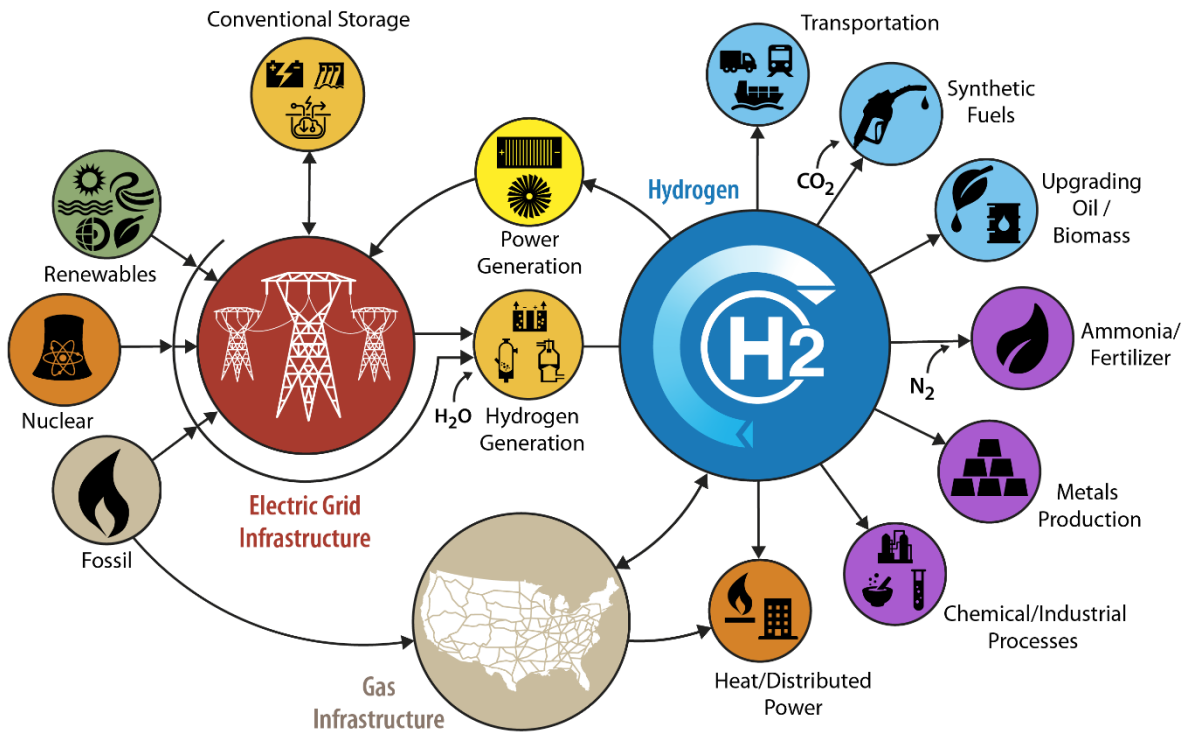 Conventional Storage
Transportation
Synthetic
Fuels
Hydrogen
CO2
Upgrading
Oil /
Biomass
Renewables
Power
Generation
H2
Ammonia/
Fertilizer
N2
Nuclear
H2O
Hydrogen
Generation
Electric Grid
Infrastructure
Metals
Production
Fossil
Chemical/Industrial
Processes
Gas
Infrastructure
Heat/Distributed
Power